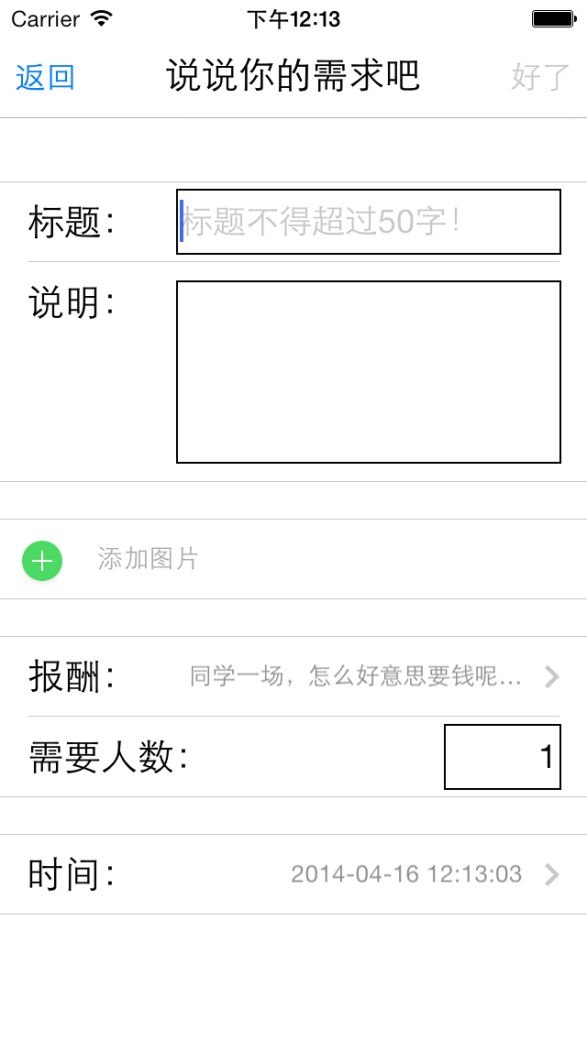 Carrier 下午12:13
返回 说说你的需求吧 好了
标题： 标题不得超过50字！
说明：
添加图片
报酬： 同学一场，怎么好意思要钱呢...
需要人数： 1
时间： 2014-04-16 12:13:03